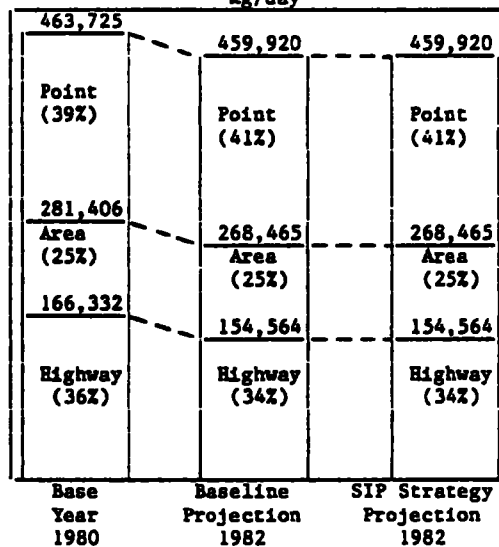 kg/day
463,725
459,920
459,920
Point
(39%)
Point
(41%)
Point
(41%)
281,406
268,465
268,465
Area
(25%)
Area
(25%)
Area
(25%)
166,332
154,564
154,564
Highway
(36%)
Highway
(34%)
Highway
(34%)
Base
Year
1980
Baseline
Projection
1982
SIP Strategy
Projection
1982